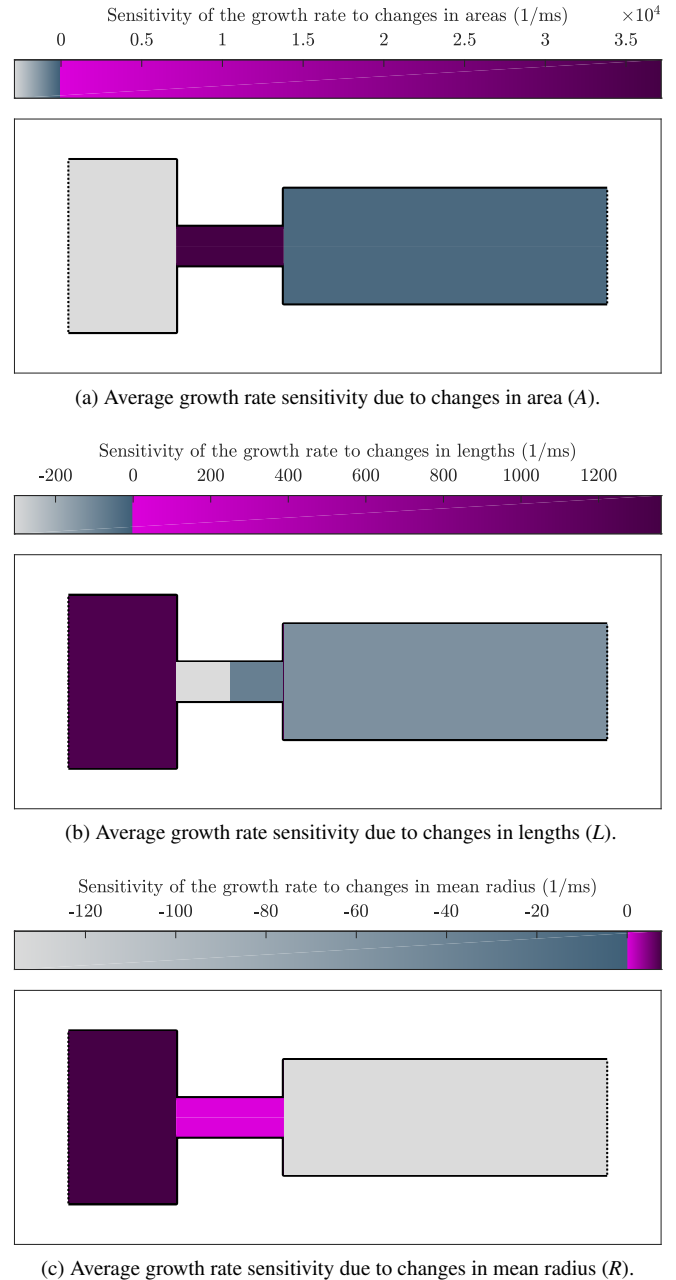 Sensitivity of the growth rate to changes in areas (1/ms) ×10⁴
0 0.5 1 1.5 2 2.5 3 3.5
(a) Average growth rate sensitivity due to changes in area (A).
Sensitivity of the growth rate to changes in lengths (1/ms)
-200 0 200 400 600 800 1000 1200
(b) Average growth rate sensitivity due to changes in lengths (L).
Sensitivity of the growth rate to changes in mean radius (1/ms)
-120 -100 -80 -60 -40 -20 0
(c) Average growth rate sensitivity due to changes in mean radius (R).